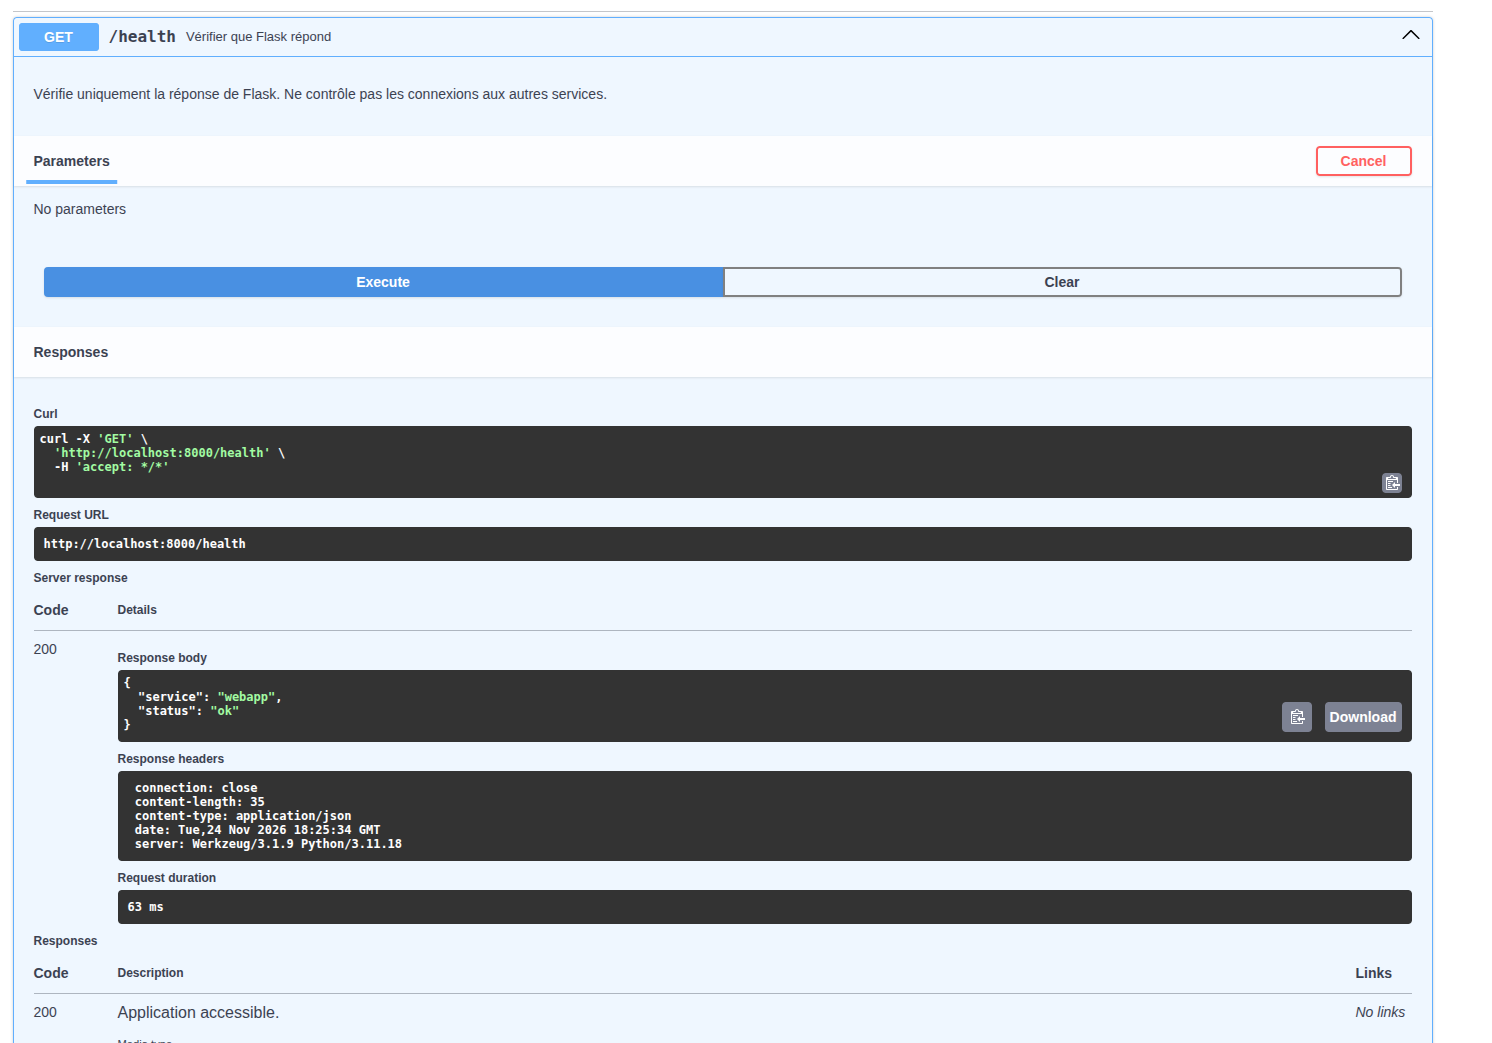 GET /health Vérifier que Flask répond
Vérifie uniquement la réponse de Flask. Ne contrôle pas les connexions aux autres services.
Parameters Cancel
No parameters
Execute Clear
Responses
Curl
curl -X 'GET' \
  'http://localhost:8000/health' \
  -H 'accept: */*'
Request URL
http://localhost:8000/health
Server response
Code Details
200
Response body
{
  "service": "webapp",
  "status": "ok"
}
Download
Response headers
connection: close
content-length: 35
content-type: application/json
date: Tue,24 Nov 2026 18:25:34 GMT
server: Werkzeug/3.1.9 Python/3.11.18
Request duration
63 ms
Responses
Code Description Links
200 Application accessible. No links
Media type